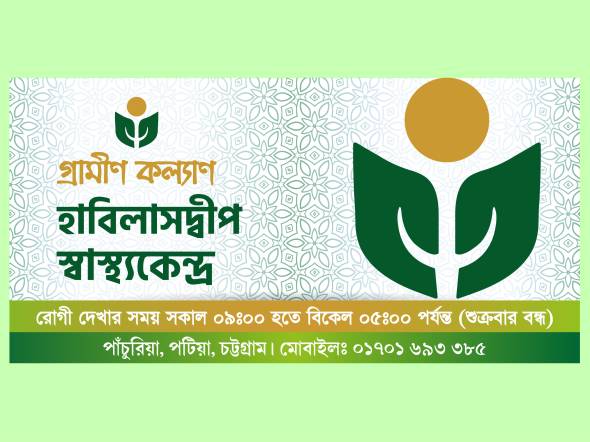 গ্রামীণ কল্যাণ
হাবিলাসদ্বীপ
স্বাস্থ্যকেন্দ্র
রোগী দেখার সময় সকাল ০৯ঃ০০ হতে বিকেল ০৫ঃ০০ পর্যন্ত (শুক্রবার বন্ধ)
পাঁচুরিয়া, পটিয়া, চট্টগ্রাম। মোবাইলঃ ০১৭০১ ৬৯৩ ৩৮৫